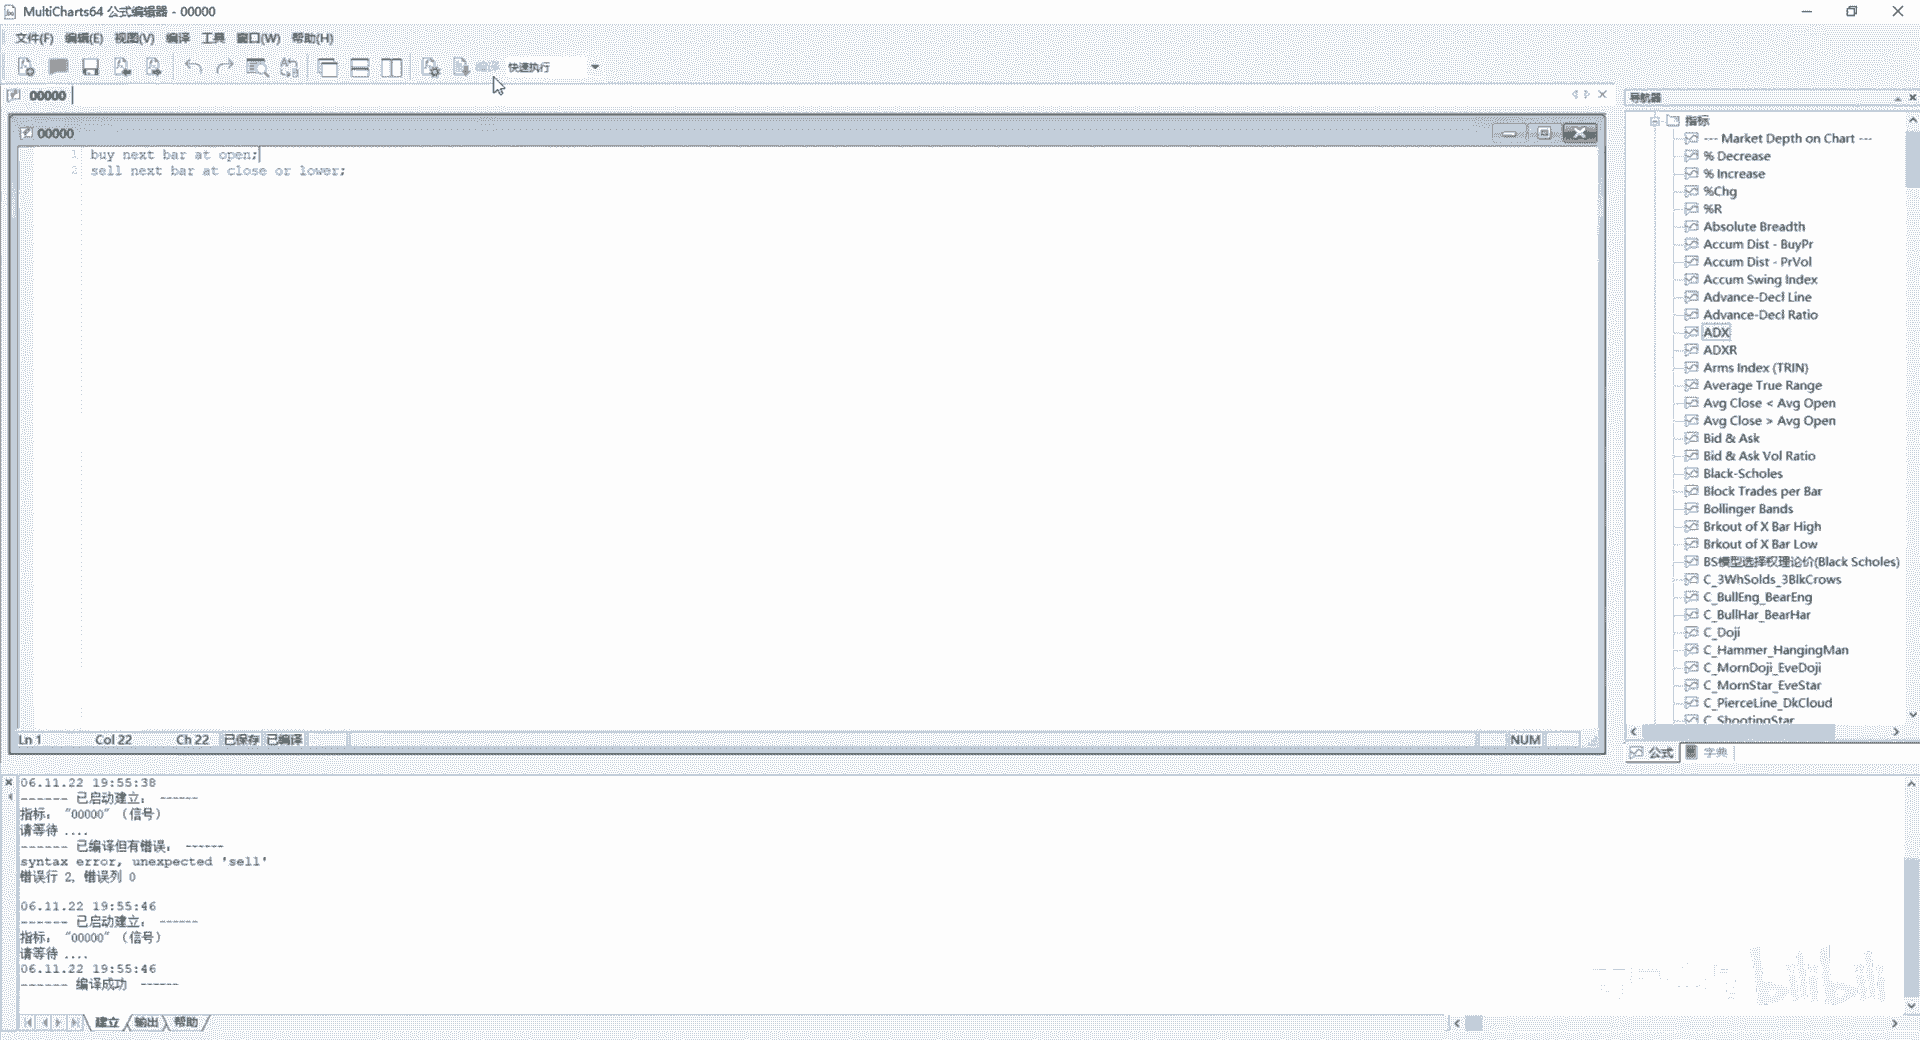 MultiCharts64 公式编辑器 - 00000
文件(F) 编辑(E) 视图(V) 编译 工具 窗口(W) 帮助(H)
编译 快速执行
00000
00000
1 buy next bar at open;
2 sell next bar at close or lower;
Ln 1 Col 22 Ch 22 已保存 已编译 NUM
导航器
指标
--- Market Depth on Chart ---
% Decrease
% Increase
%Chg
%R
Absolute Breadth
Accum Dist - BuyPr
Accum Dist - PrVol
Accum Swing Index
Advance-Decl Line
Advance-Decl Ratio
ADX
ADXR
Arms Index (TRIN)
Average True Range
Avg Close < Avg Open
Avg Close > Avg Open
Bid & Ask
Bid & Ask Vol Ratio
Black-Scholes
Block Trades per Bar
Bollinger Bands
Brkout of X Bar High
Brkout of X Bar Low
BS模型选择权理论价(Black Scholes)
C_3WhSolds_3BlkCrows
C_BullEng_BearEng
C_BullHar_BearHar
C_Doji
C_Hammer_HangingMan
C_MornDoji_EveDoji
C_MornStar_EveStar
C_PierceLine_DkCloud
C_ShootingStar
公式 字典
06.11.22 19:55:38
------ 已启动建立： ------
指标： "00000" （信号）
请等待 ....
------ 已编译但有错误： ------
syntax error, unexpected 'sell'
错误行 2, 错误列 0
06.11.22 19:55:46
------ 已启动建立： ------
指标： "00000" （信号）
请等待 ....
06.11.22 19:55:46
------ 编译成功 ------
建立 输出 帮助
bilibili